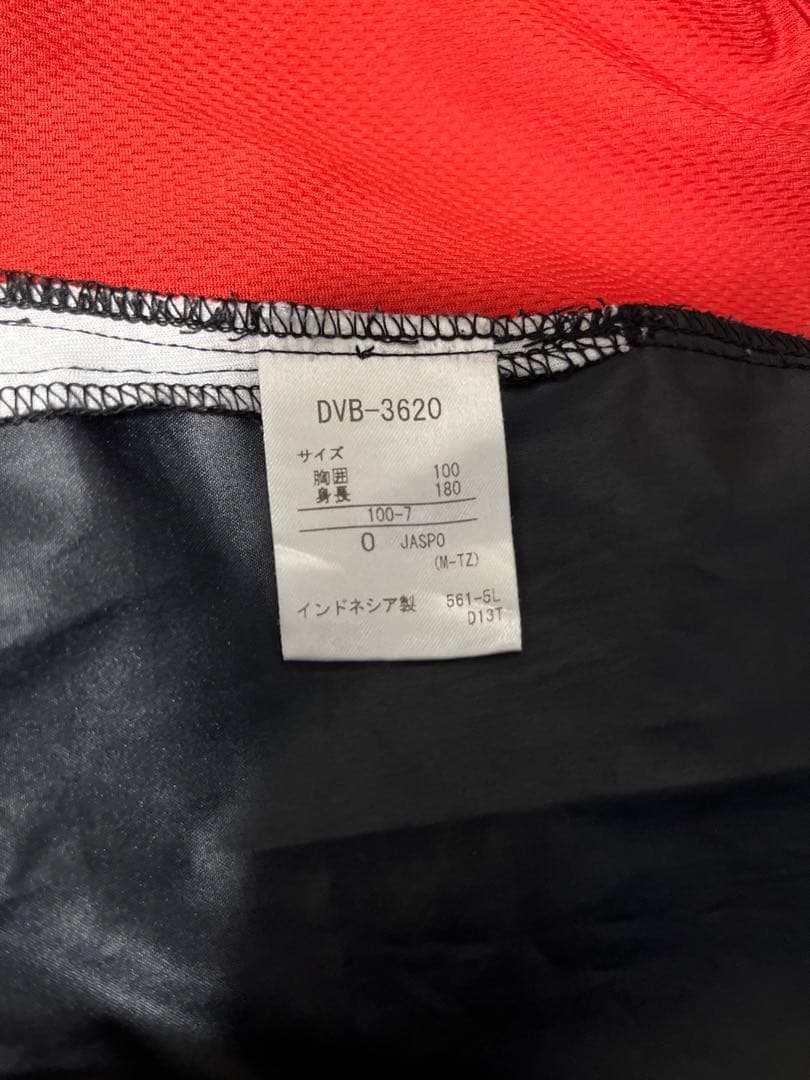 DVB-3620
サイズ
胸囲 100
身長 180
100-7
O JASPO
(M-TZ)
インドネシア製 561-5L
D13T